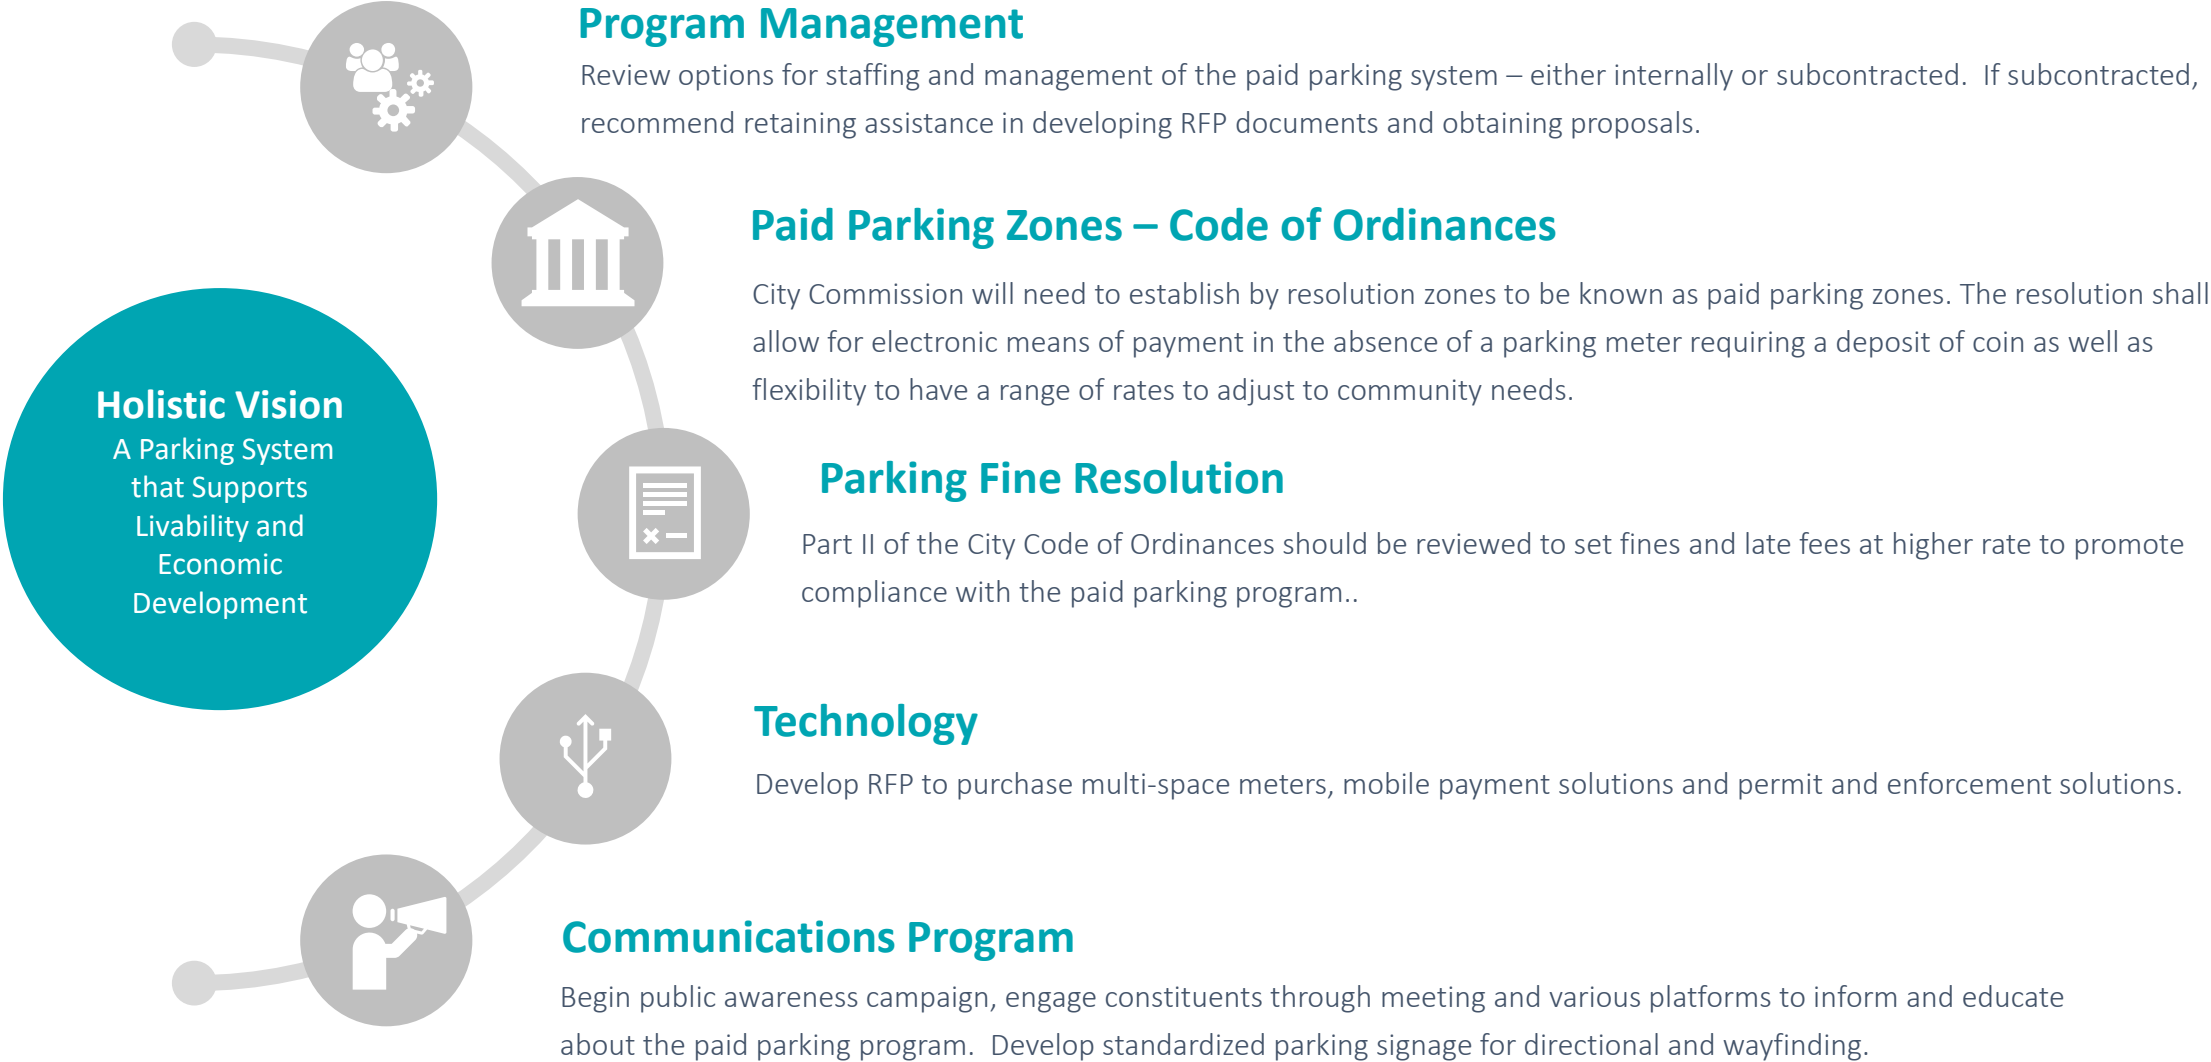 Program Management
Review options for staffing and management of the paid parking system – either internally or subcontracted.  If subcontracted,
recommend retaining assistance in developing RFP documents and obtaining proposals.
Paid Parking Zones – Code of Ordinances
City Commission will need to establish by resolution zones to be known as paid parking zones. The resolution shall
allow for electronic means of payment in the absence of a parking meter requiring a deposit of coin as well as
flexibility to have a range of rates to adjust to community needs.
Holistic Vision
A Parking System
that Supports
Livability and
Economic
Development
Parking Fine Resolution
Part II of the City Code of Ordinances should be reviewed to set fines and late fees at higher rate to promote
compliance with the paid parking program..
Technology
Develop RFP to purchase multi-space meters, mobile payment solutions and permit and enforcement solutions.
Communications Program
Begin public awareness campaign, engage constituents through meeting and various platforms to inform and educate
about the paid parking program.  Develop standardized parking signage for directional and wayfinding.